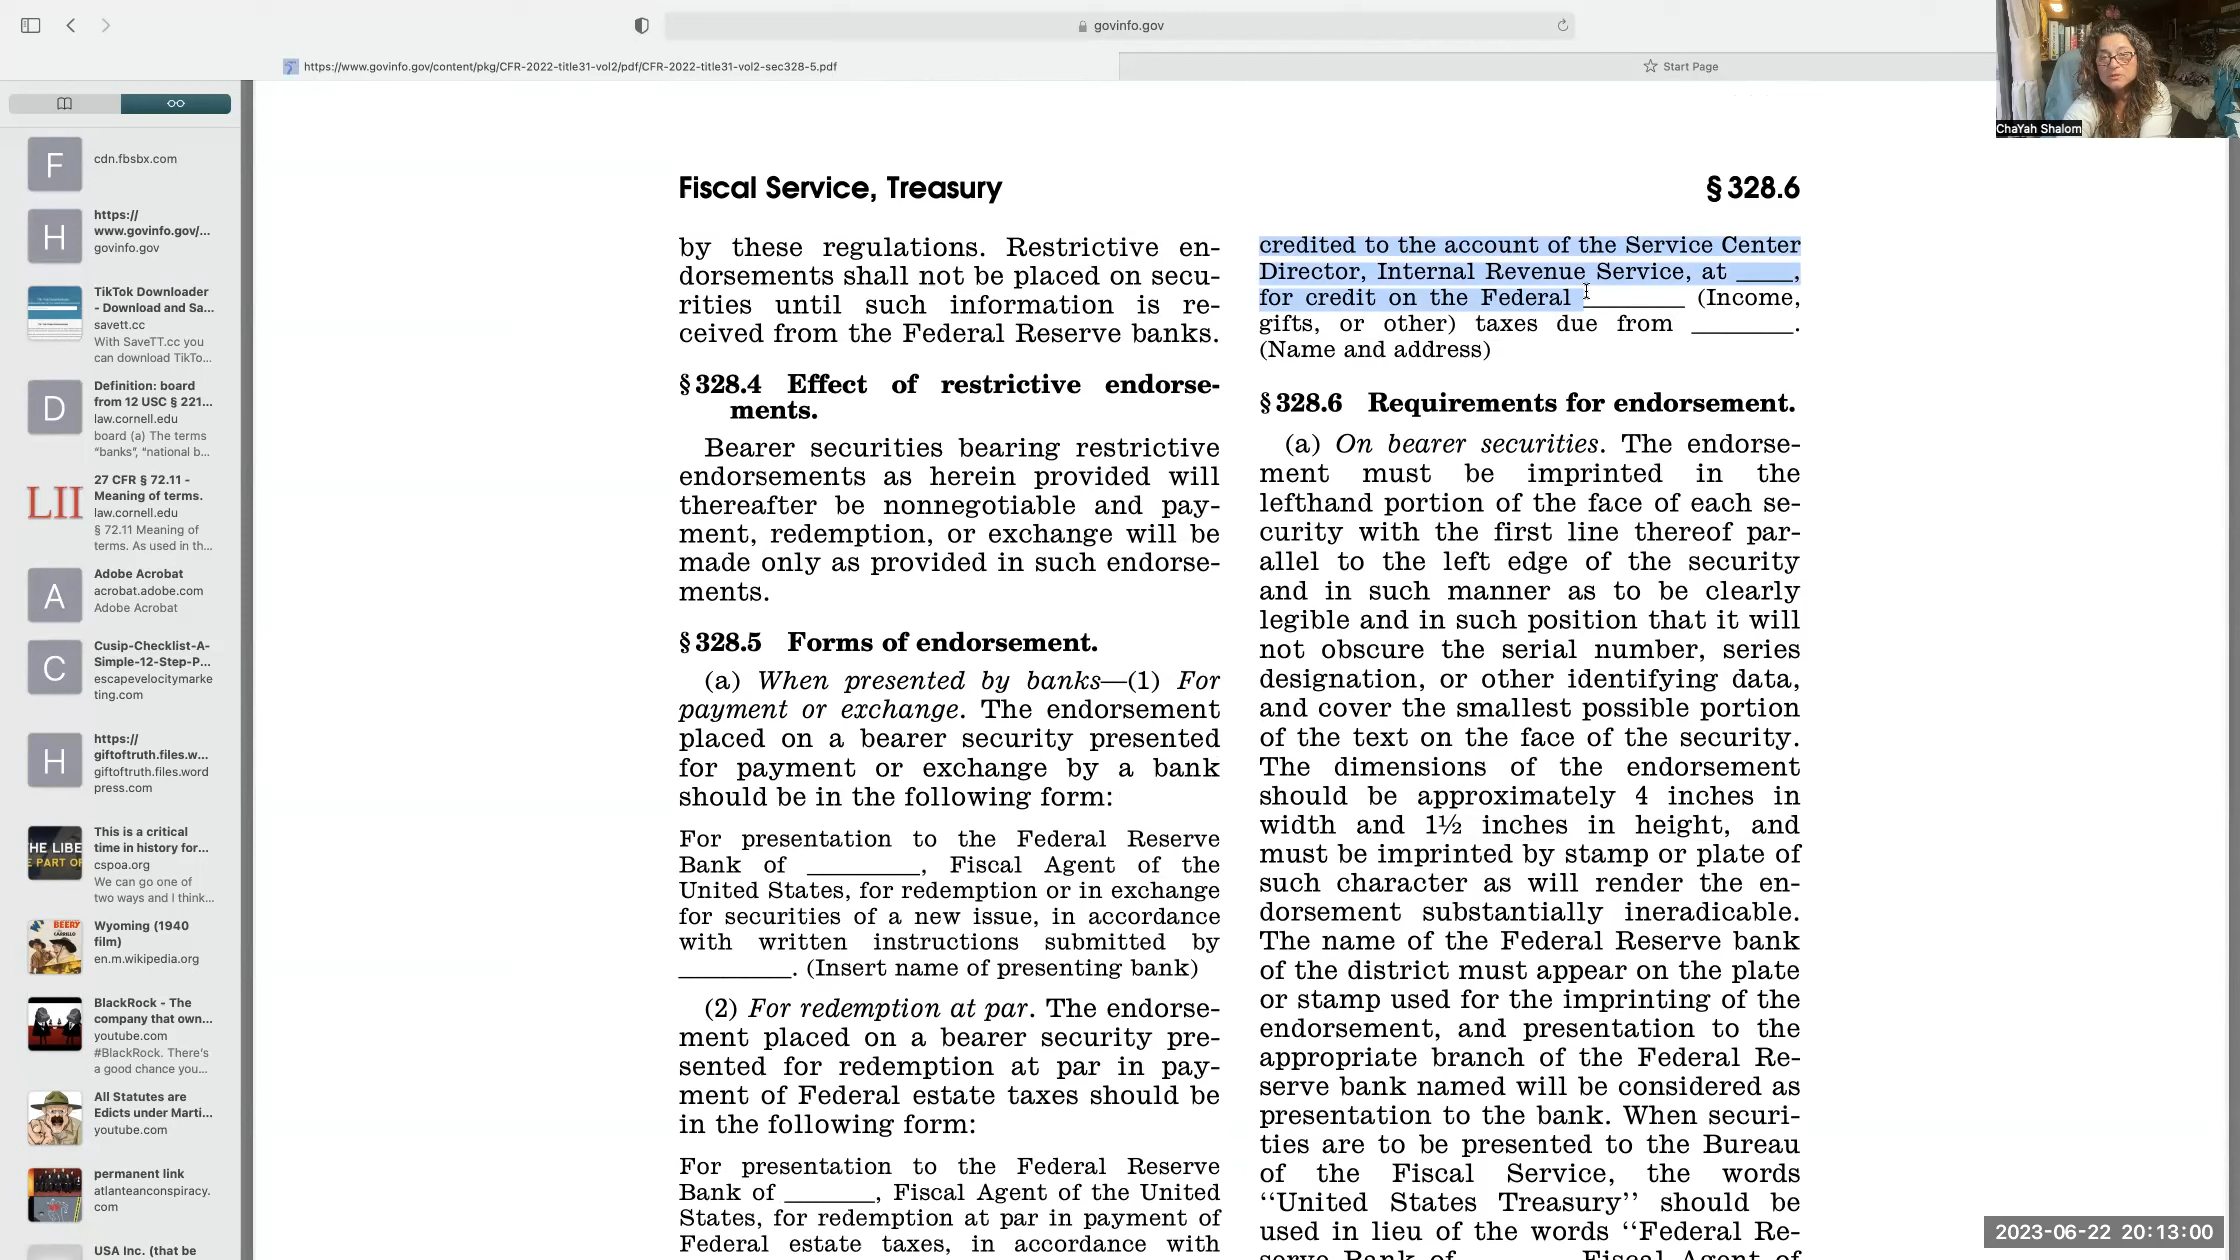 govinfo.gov
https://www.govinfo.gov/content/pkg/CFR-2022-title31-vol2/pdf/CFR-2022-title31-vol2-sec328-5.pdf
Start Page
ChaYah Shalom
F
cdn.fbsbx.com
H
https://
www.govinfo.gov/...
govinfo.gov
TikTok Downloader
- Download and Sa...
savett.cc
With SaveTT.cc you
can download TikTo...
D
Definition: board
from 12 USC § 221...
law.cornell.edu
board (a) The terms
“banks”, “national b...
LII
27 CFR § 72.11 -
Meaning of terms.
law.cornell.edu
§ 72.11 Meaning of
terms. As used in th...
A
Adobe Acrobat
acrobat.adobe.com
Adobe Acrobat
C
Cusip-Checklist-A-
Simple-12-Step-P...
escapevelocitymarke
ting.com
H
https://
giftoftruth.files.w...
giftoftruth.files.word
press.com
HE LIBE
E PART OF
This is a critical
time in history for...
cspoa.org
We can go one of
two ways and I think...
BEERY
Wyoming (1940
film)
en.m.wikipedia.org
BlackRock - The
company that own...
youtube.com
#BlackRock. There's
a good chance you...
All Statutes are
Edicts under Marti...
youtube.com
permanent link
atlanteanconspiracy.
com
USA Inc. (that be
Fiscal Service, Treasury
§ 328.6
by these regulations. Restrictive en-
dorsements shall not be placed on secu-
rities until such information is re-
ceived from the Federal Reserve banks.
§ 328.4 Effect of restrictive endorse-
ments.
Bearer securities bearing restrictive
endorsements as herein provided will
thereafter be nonnegotiable and pay-
ment, redemption, or exchange will be
made only as provided in such endorse-
ments.
§ 328.5 Forms of endorsement.
(a) When presented by banks—(1) For
payment or exchange. The endorsement
placed on a bearer security presented
for payment or exchange by a bank
should be in the following form:
For presentation to the Federal Reserve
Bank of ________, Fiscal Agent of the
United States, for redemption or in exchange
for securities of a new issue, in accordance
with written instructions submitted by
________. (Insert name of presenting bank)
(2) For redemption at par. The endorse-
ment placed on a bearer security pre-
sented for redemption at par in pay-
ment of Federal estate taxes should be
in the following form:
For presentation to the Federal Reserve
Bank of ______, Fiscal Agent of the United
States, for redemption at par in payment of
Federal estate taxes, in accordance with
credited to the account of the Service Center
Director, Internal Revenue Service, at ____,
for credit on the Federal _______ (Income,
gifts, or other) taxes due from _______.
(Name and address)
§ 328.6 Requirements for endorsement.
(a) On bearer securities. The endorse-
ment must be imprinted in the
lefthand portion of the face of each se-
curity with the first line thereof par-
allel to the left edge of the security
and in such manner as to be clearly
legible and in such position that it will
not obscure the serial number, series
designation, or other identifying data,
and cover the smallest possible portion
of the text on the face of the security.
The dimensions of the endorsement
should be approximately 4 inches in
width and 1½ inches in height, and
must be imprinted by stamp or plate of
such character as will render the en-
dorsement substantially ineradicable.
The name of the Federal Reserve bank
of the district must appear on the plate
or stamp used for the imprinting of the
endorsement, and presentation to the
appropriate branch of the Federal Re-
serve bank named will be considered as
presentation to the bank. When securi-
ties are to be presented to the Bureau
of the Fiscal Service, the words
‘‘United States Treasury’’ should be
used in lieu of the words ‘‘Federal Re-
serve Bank of ______, Fiscal Agent of
2023-06-22 20:13:00